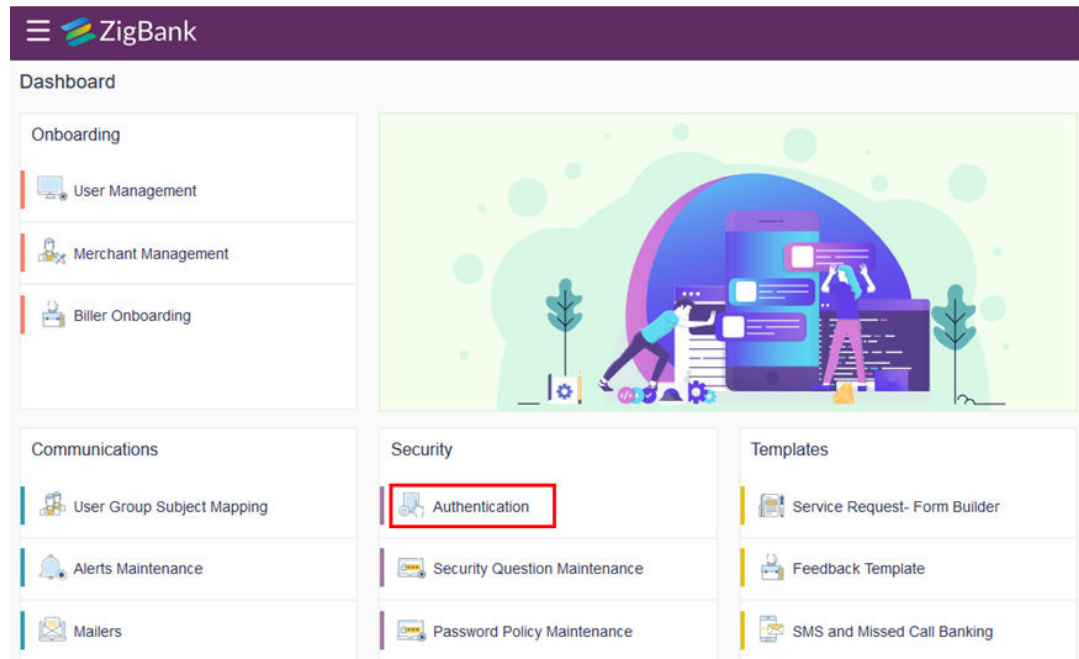 ZigBank
Dashboard
Onboarding
User Management
Merchant Management
Biller Onboarding
Communications
User Group Subject Mapping
Alerts Maintenance
Mailers
Security
Authentication
Security Question Maintenance
Password Policy Maintenance
Templates
Service Request- Form Builder
Feedback Template
SMS and Missed Call Banking